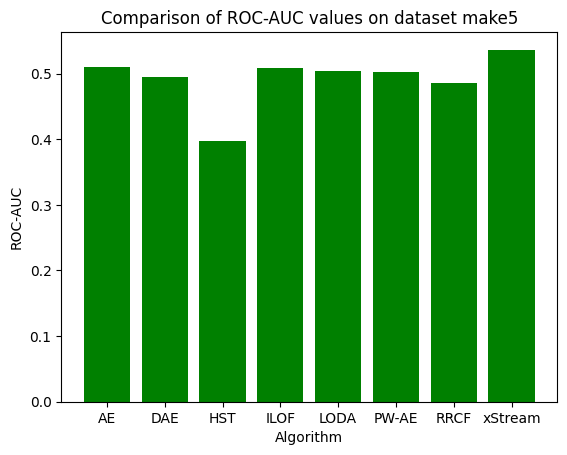 Comparison of ROC-AUC values on dataset make5
0.5
0.4
0.3
0.2
0.1
0.0
ROC-AUC
AE DAE HST ILOF LODA PW-AE RRCF xStream
Algorithm